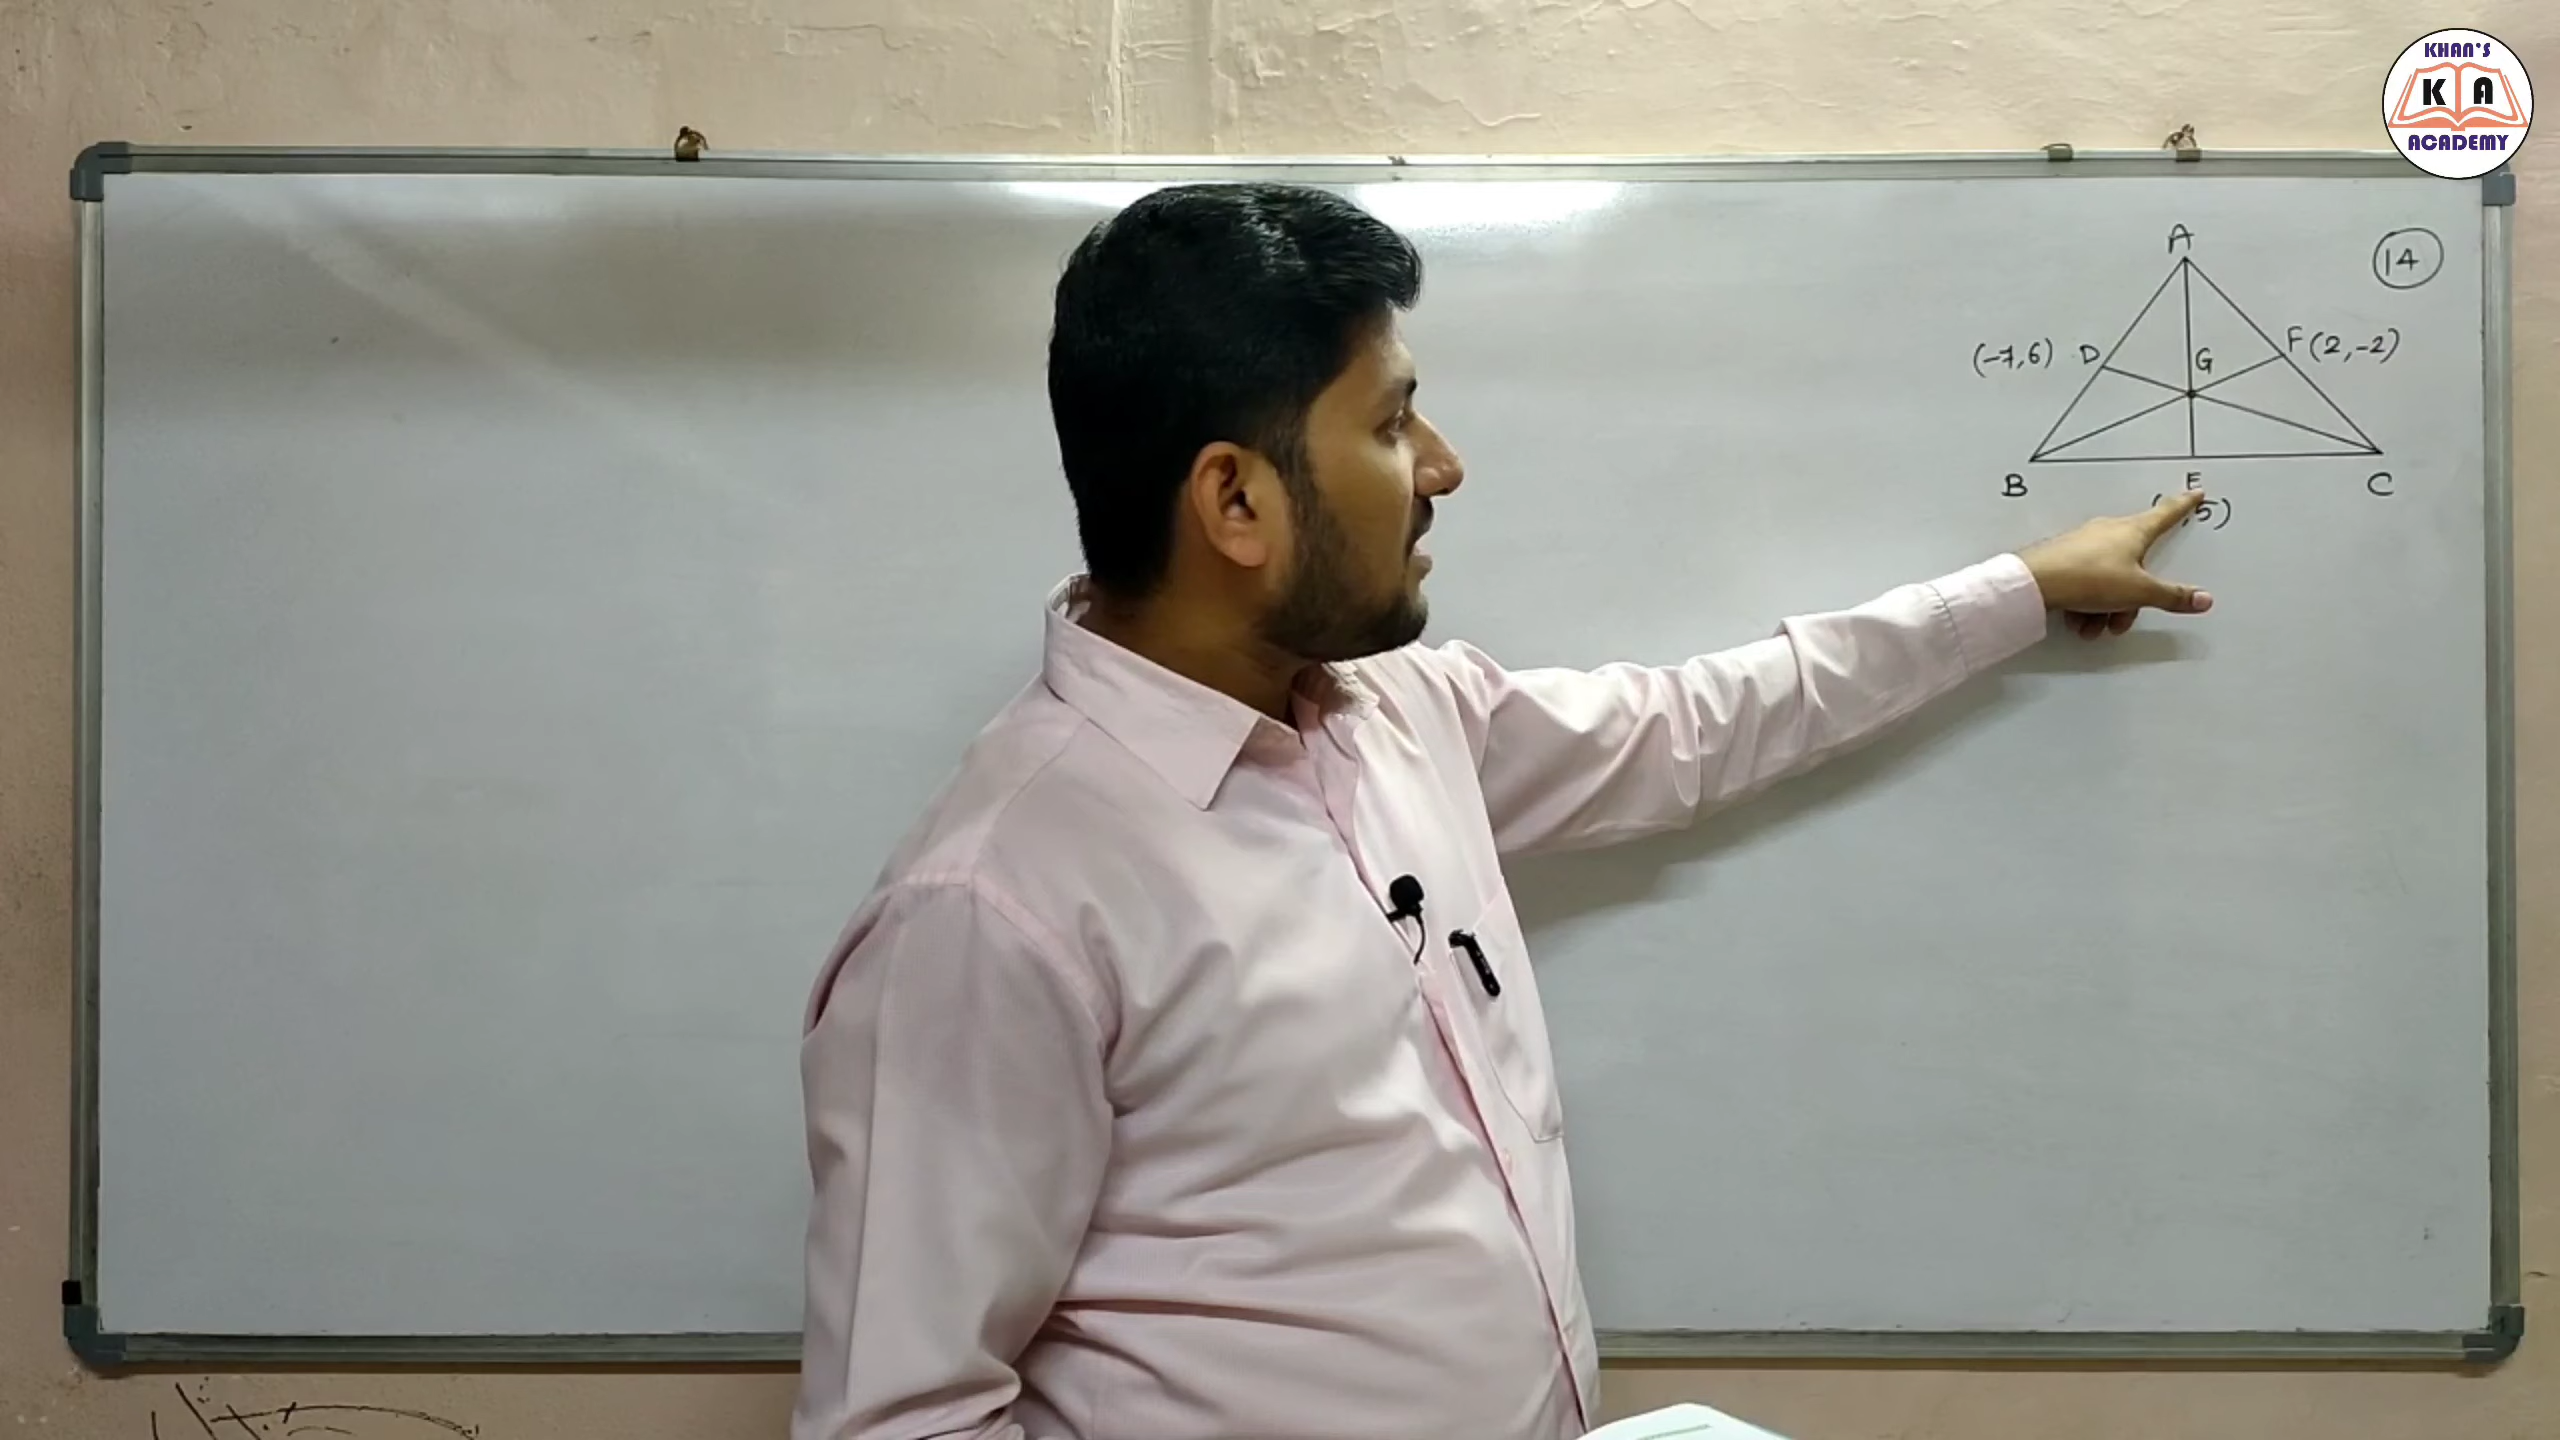 KHAN'S
K A
ACADEMY
A
14
(-7,6) D
G
F (2,-2)
B
E
C
,5)